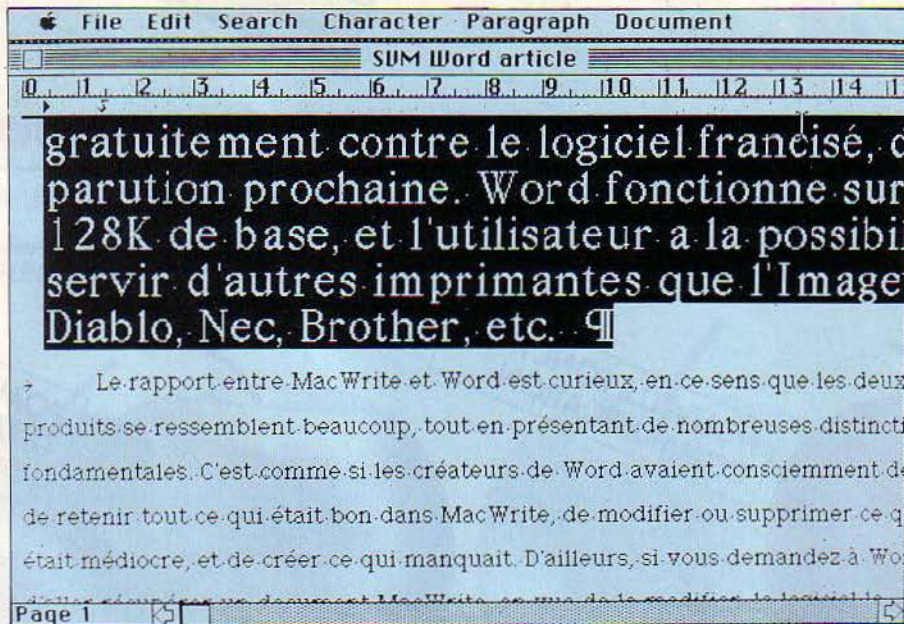 File Edit Search Character Paragraph Document
SVM Word article
0 1 2 3 4 5 6 7 8 9 10 11 12 13 14
gratuitement contre le logiciel francisé, d
parution prochaine. Word fonctionne sur
128K de base, et l'utilisateur a la possibil
servir d'autres imprimantes que l'Image
Diablo, Nec, Brother, etc. ¶
Le rapport entre MacWrite et Word est curieux, en ce sens que les deux
produits se ressemblent beaucoup, tout en présentant de nombreuses distincti
fondamentales. C'est comme si les créateurs de Word avaient consciemment dé
de retenir tout ce qui était bon dans MacWrite, de modifier ou supprimer ce q
était médiocre, et de créer ce qui manquait. D'ailleurs, si vous demandez à Wo
Page 1